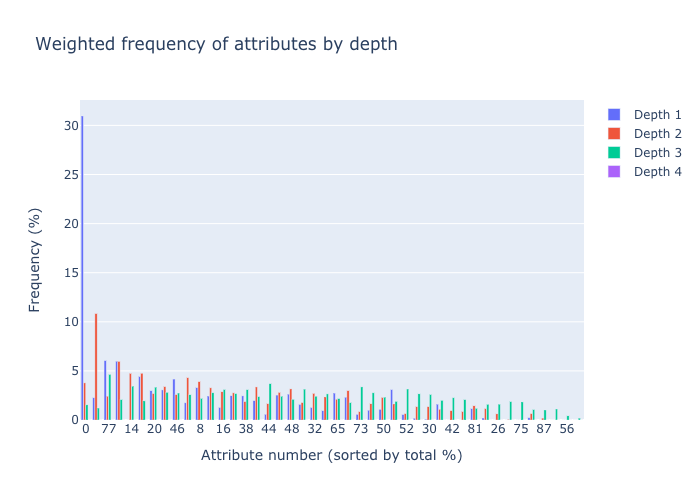 Weighted frequency of attributes by depth
Depth 1
Depth 2
Depth 3
Depth 4
30
25
20
15
10
5
0
Frequency (%)
0 77 14 20 46 8 16 38 44 48 32 65 73 50 52 30 42 81 26 75 87 56
Attribute number (sorted by total %)